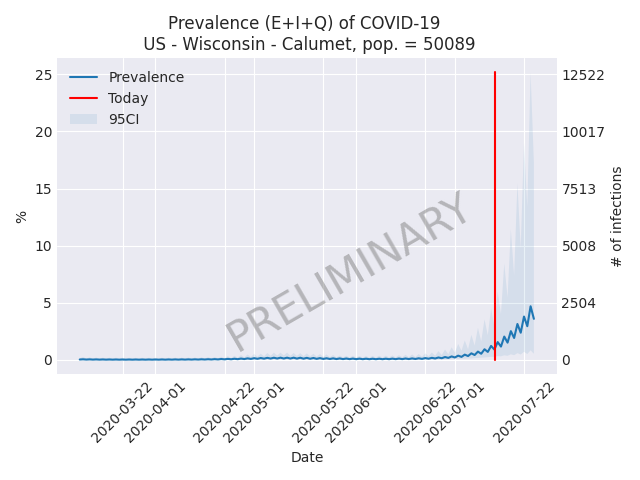 Prevalence (E+I+Q) of COVID-19
US - Wisconsin - Calumet, pop. = 50089
Prevalence
Today
95CI
25
20
15
10
5
0
%
12522
10017
7513
5008
2504
0
# of infections
PRELIMINARY
2020-03-22
2020-04-01
2020-04-22
2020-05-01
2020-05-22
2020-06-01
2020-06-22
2020-07-01
2020-07-22
Date